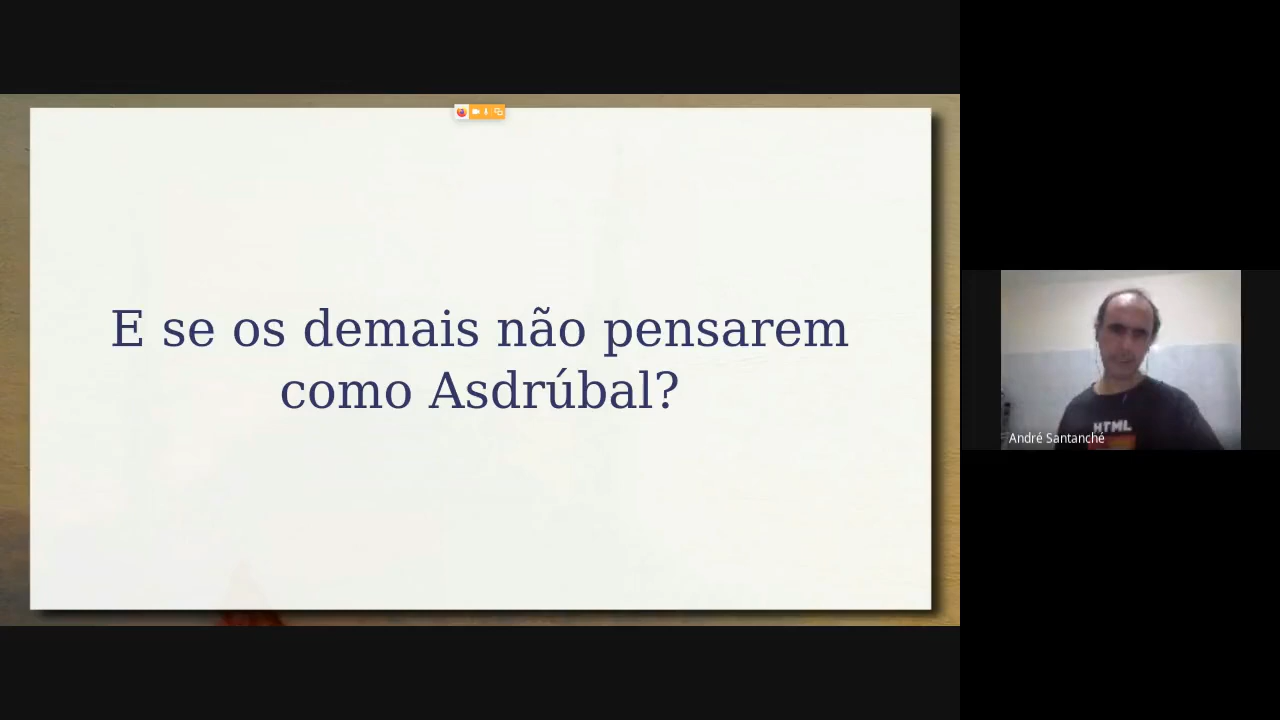 E se os demais não pensarem
como Asdrúbal?
HTML
André Santanché